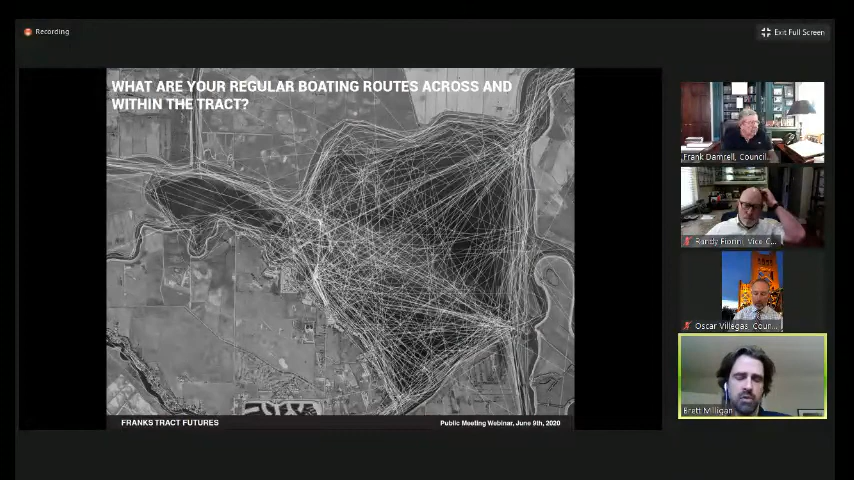 Recording
Exit Full Screen
WHAT ARE YOUR REGULAR BOATING ROUTES ACROSS AND
WITHIN THE TRACT?
Frank Damrell, Council...
Randy Fiorini, Vice C...
Oscar Villegas, Coun...
Brett Milligan
FRANKS TRACT FUTURES
Public Meeting Webinar, June 9th, 2020